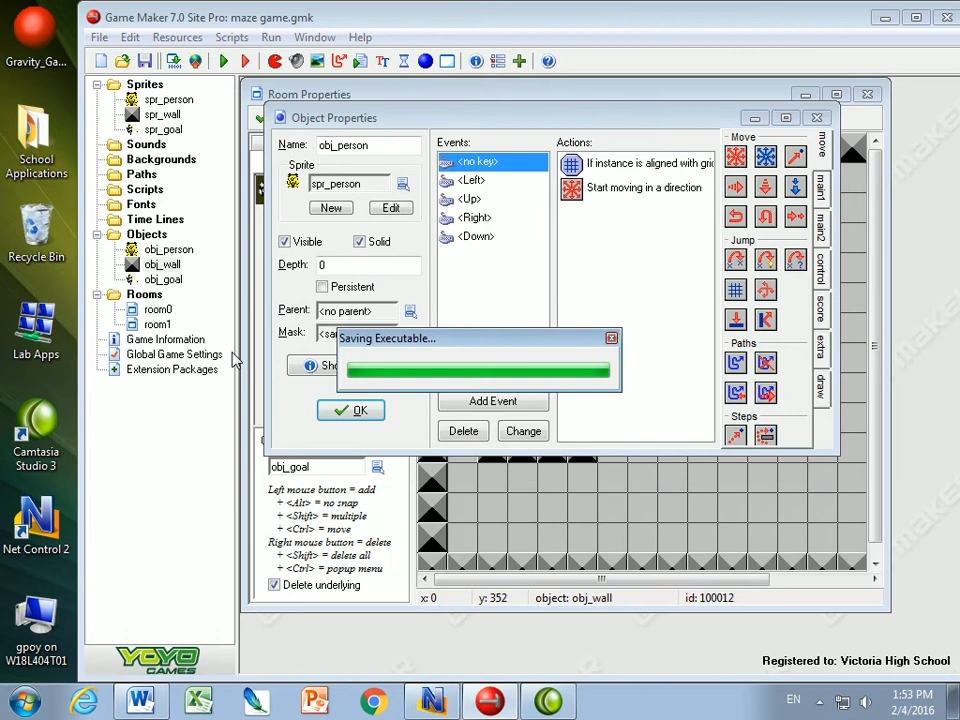 Game Maker 7.0 Site Pro: maze game.gmk
File Edit Resources Scripts Run Window Help
Gravity_Ga...
School
Applications
Recycle Bin
Lab Apps
Camtasia
Studio 3
Net Control 2
gpoy on
W18L404T01
Sprites
spr_person
spr_wall
spr_goal
Sounds
Backgrounds
Paths
Scripts
Fonts
Time Lines
Objects
obj_person
obj_wall
obj_goal
Rooms
room0
room1
Game Information
Global Game Settings
Extension Packages
YOYO
GAMES
Room Properties
Object Properties
Name: obj_person
Sprite
spr_person
New Edit
Visible Solid
Depth: 0
Persistent
Parent: <no parent>
Mask: <sa
Sho
OK
Events:
<no key>
<Left>
<Up>
<Right>
<Down>
Add Event
Delete Change
Actions:
If instance is aligned with gric
Start moving in a direction
Move
Jump
Paths
Steps
move
main1
main2
control
score
extra
draw
Saving Executable...
obj_goal
Left mouse button = add
+ <Alt> = no snap
+ <Shift> = multiple
+ <Ctrl> = move
Right mouse button = delete
+ <Shift> = delete all
+ <Ctrl> = popup menu
Delete underlying
x: 0 y: 352 object: obj_wall id: 100012
Registered to: Victoria High School
EN
1:53 PM
2/4/2016